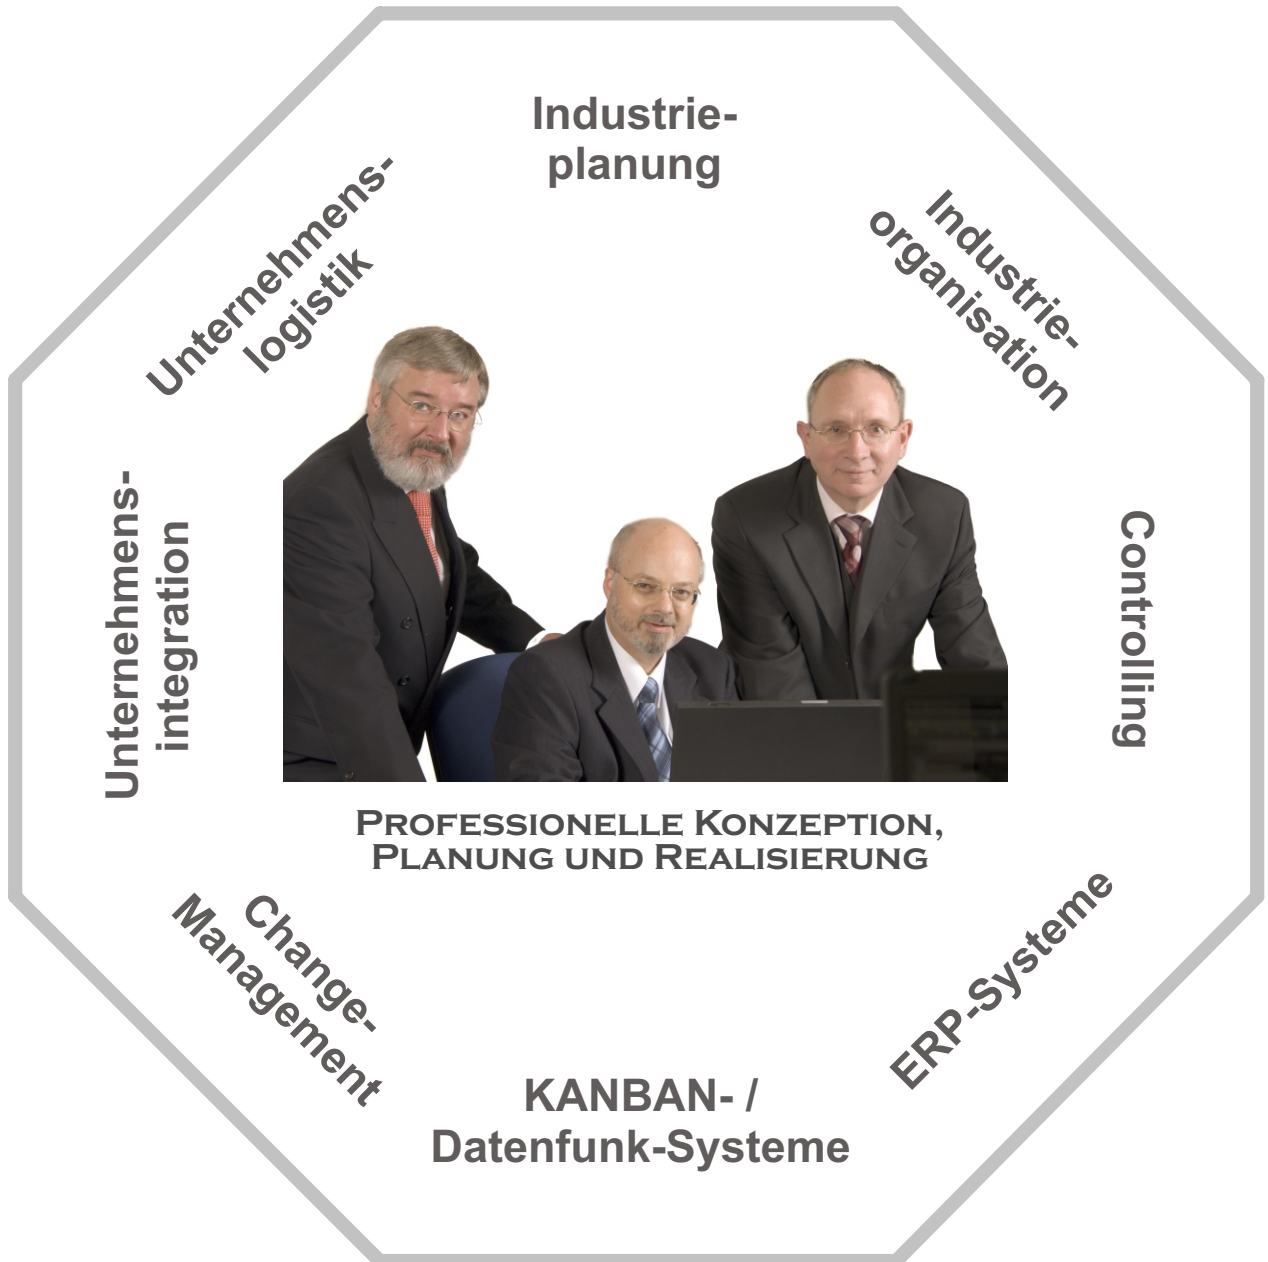 Industrie-
planung
Industrie-
organisation
Controlling
ERP-Systeme
KANBAN- /
Datenfunk-Systeme
Change-
Management
Unternehmens-
integration
Unternehmens-
logistik
PROFESSIONELLE KONZEPTION,
PLANUNG UND REALISIERUNG